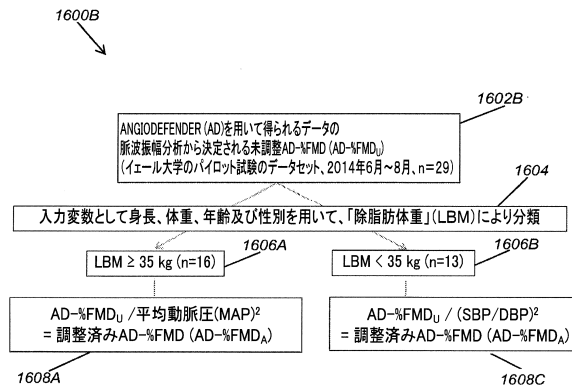 1600B
1602B
ANGIODEFENDER (AD)を用いて得られるデータの
脈波振幅分析から決定される未調整AD-%FMD (AD-%FMDU)
(イェール大学のパイロット試験のデータセット、2014年6月~8月、n=29)
1604
入力変数として身長、体重、年齢及び性別を用いて、「除脂肪体重」(LBM)により分類
1606A
LBM ≥ 35 kg (n=16)
1606B
LBM < 35 kg (n=13)
AD-%FMDU /平均動脈圧(MAP)²
= 調整済みAD-%FMD (AD-%FMDA)
1608A
AD-%FMDU / (SBP/DBP)²
= 調整済みAD-%FMD (AD-%FMDA)
1608C